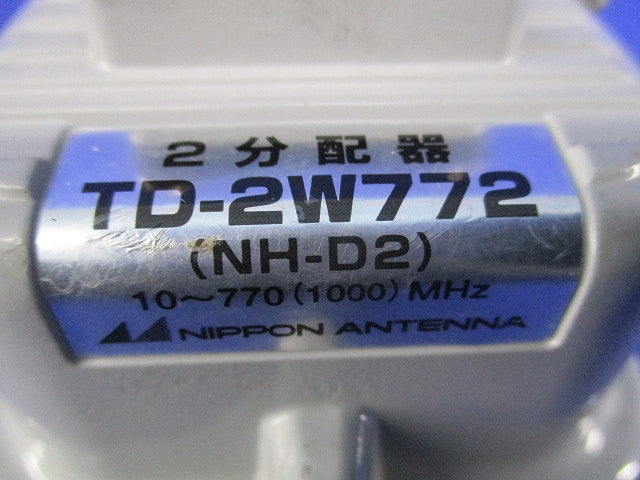 2分配器
TD-2W772
(NH-D2)
10～770(1000)MHz
NIPPON ANTENNA